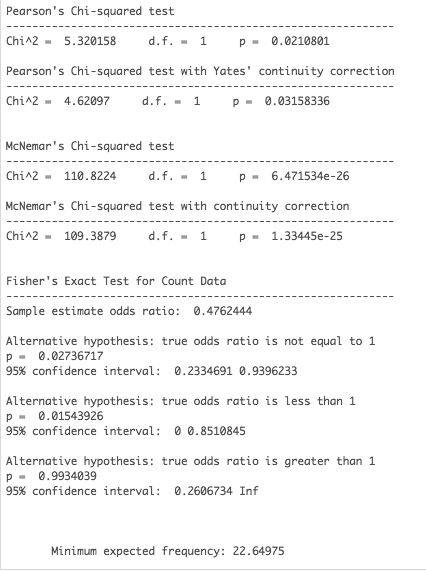 Pearson's Chi-squared test
------------------------------------------------------------
Chi^2 =  5.320158     d.f. =  1     p =  0.0210801
Pearson's Chi-squared test with Yates' continuity correction
------------------------------------------------------------
Chi^2 =  4.62097     d.f. =  1     p =  0.03158336
McNemar's Chi-squared test
------------------------------------------------------------
Chi^2 =  110.8224     d.f. =  1     p =  6.471534e-26
McNemar's Chi-squared test with continuity correction
------------------------------------------------------------
Chi^2 =  109.3879     d.f. =  1     p =  1.33445e-25
Fisher's Exact Test for Count Data
------------------------------------------------------------
Sample estimate odds ratio:  0.4762444
Alternative hypothesis: true odds ratio is not equal to 1
p =  0.02736717
95% confidence interval:  0.2334691 0.9396233
Alternative hypothesis: true odds ratio is less than 1
p =  0.01543926
95% confidence interval:  0 0.8510845
Alternative hypothesis: true odds ratio is greater than 1
p =  0.9934039
95% confidence interval:  0.2606734 Inf
Minimum expected frequency: 22.64975